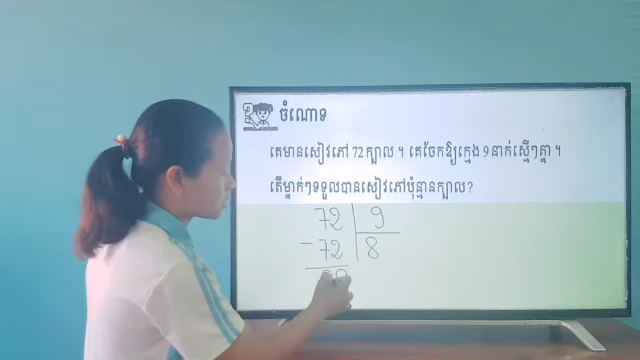 ចំណោទ
គេមានសៀវភៅ 72 ក្បាល ។ គេចែកឱ្យក្មេង 9 នាក់ស្មើៗគ្នា ។
តើម្នាក់ៗទទួលបានសៀវភៅប៉ុន្មានក្បាល?
72 9
- 72 8
0